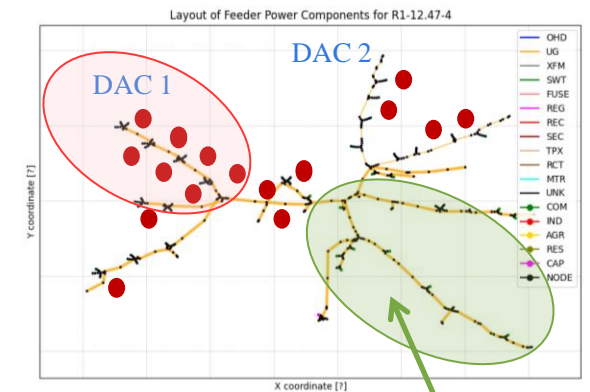 Layout of Feeder Power Components for R1-12.47-4
DAC 1
DAC 2
OHD
UG
XFM
SWT
FUSE
REG
REC
SEC
TPX
RCT
MTR
UNK
COM
IND
AGR
RES
CAP
NODE
Y coordinate [?]
X coordinate [?]